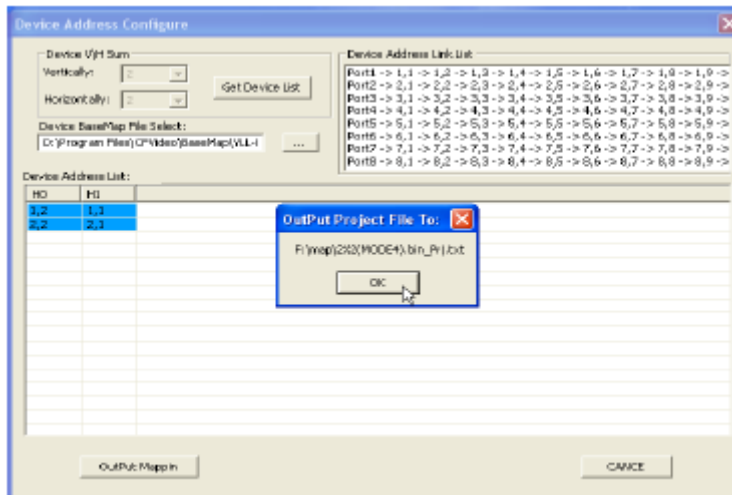 Device Address Configure
Device V|H Sum
Vertically: 2
Horizontally: 2
Get Device List
Device BaseMap File Select:
...
Device Address Link List
Port1 -> 1,1 -> 1,2 -> 1,3 -> 1,4 -> 1,5 -> 1,6 -> 1,7 -> 1,8 -> 1,9 ->
Port2 -> 2,1 -> 2,2 -> 2,3 -> 2,4 -> 2,5 -> 2,6 -> 2,7 -> 2,8 -> 2,9 ->
Port3 -> 3,1 -> 3,2 -> 3,3 -> 3,4 -> 3,5 -> 3,6 -> 3,7 -> 3,8 -> 3,9 ->
Port4 -> 4,1 -> 4,2 -> 4,3 -> 4,4 -> 4,5 -> 4,6 -> 4,7 -> 4,8 -> 4,9 ->
Port5 -> 5,1 -> 5,2 -> 5,3 -> 5,4 -> 5,5 -> 5,6 -> 5,7 -> 5,8 -> 5,9 ->
Port6 -> 6,1 -> 6,2 -> 6,3 -> 6,4 -> 6,5 -> 6,6 -> 6,7 -> 6,8 -> 6,9 ->
Port7 -> 7,1 -> 7,2 -> 7,3 -> 7,4 -> 7,5 -> 7,6 -> 7,7 -> 7,8 -> 7,9 ->
Port8 -> 8,1 -> 8,2 -> 8,3 -> 8,4 -> 8,5 -> 8,6 -> 8,7 -> 8,8 -> 8,9 ->
Device Address List:
H0 H1
1,2 1,1
2,2 2,1
OutPut Project File To:
F:\map\2X2(MODE4).bin_Prj.txt
OK
OutPut Mappin
CANCE